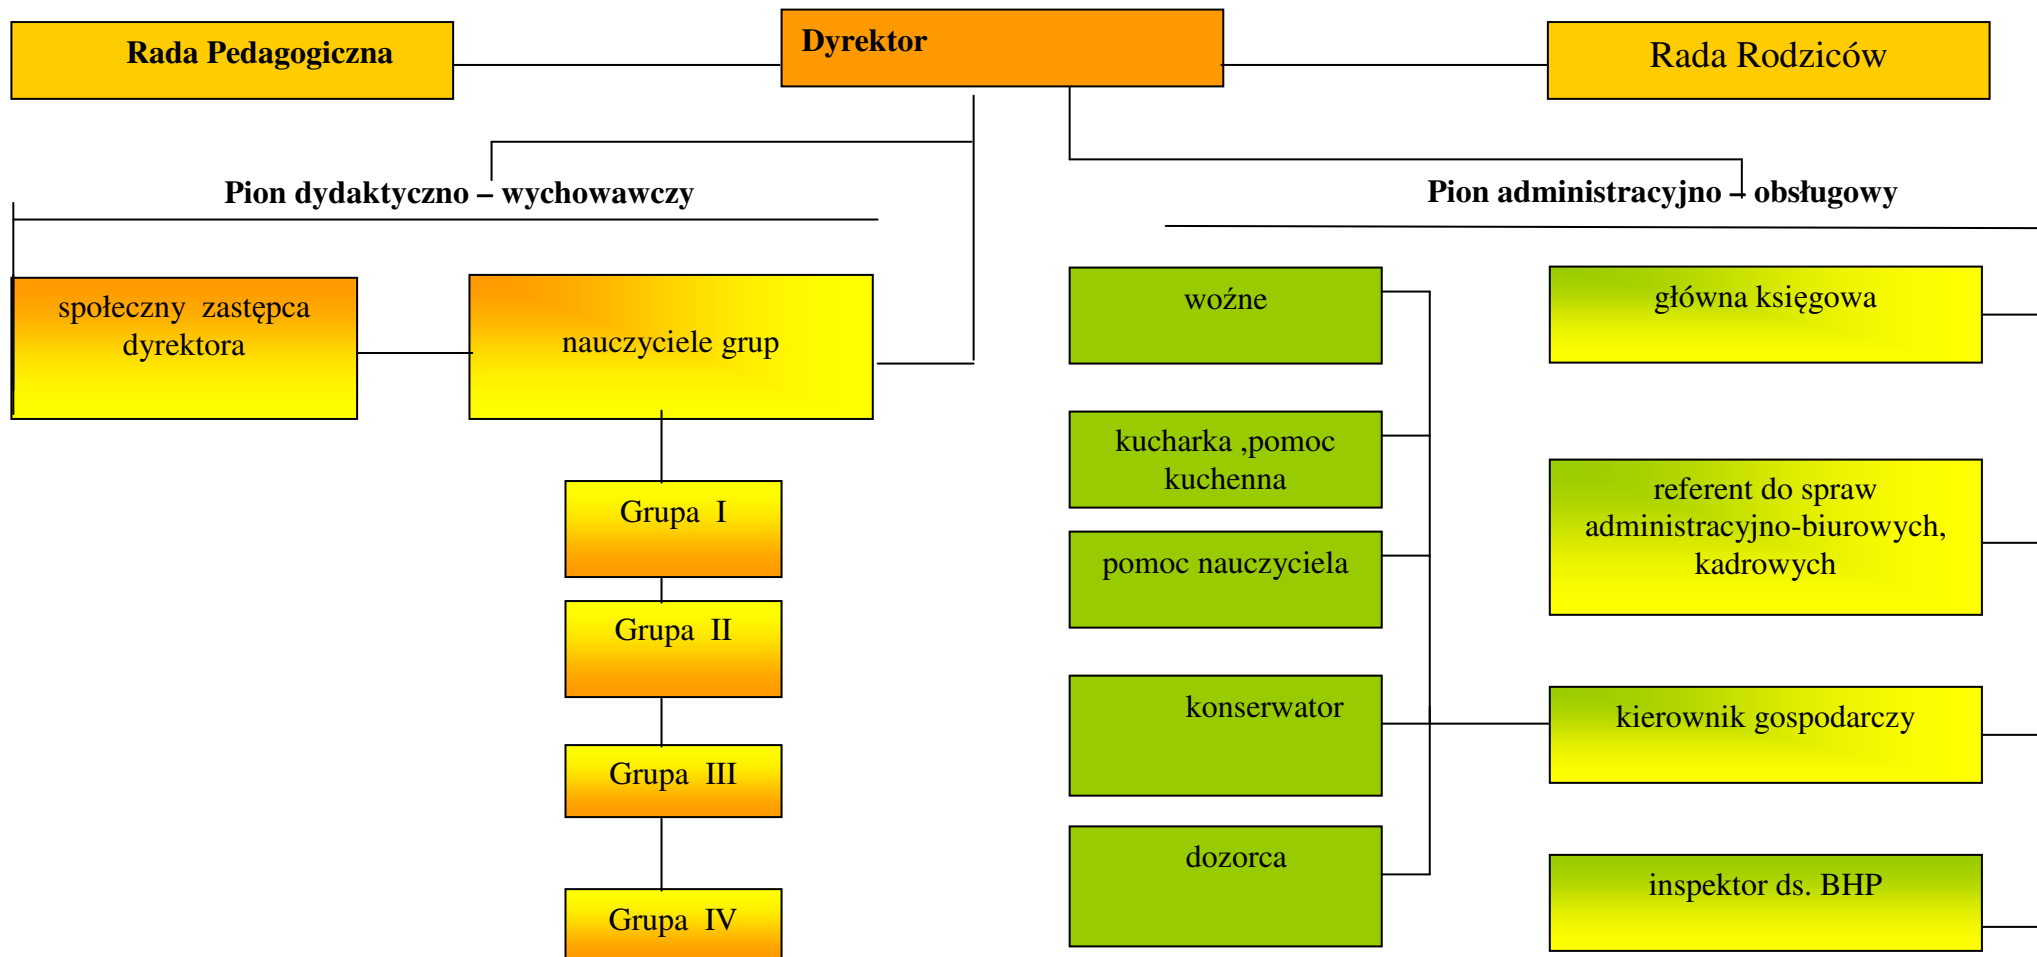 Rada Pedagogiczna
Dyrektor
Rada Rodziców
Pion dydaktyczno – wychowawczy
Pion administracyjno – obsługowy
społeczny zastępca
dyrektora
nauczyciele grup
woźne
główna księgowa
kucharka ,pomoc
kuchenna
referent do spraw
administracyjno-biurowych,
kadrowych
Grupa I
pomoc nauczyciela
Grupa II
konserwator
kierownik gospodarczy
Grupa III
dozorca
inspektor ds. BHP
Grupa IV